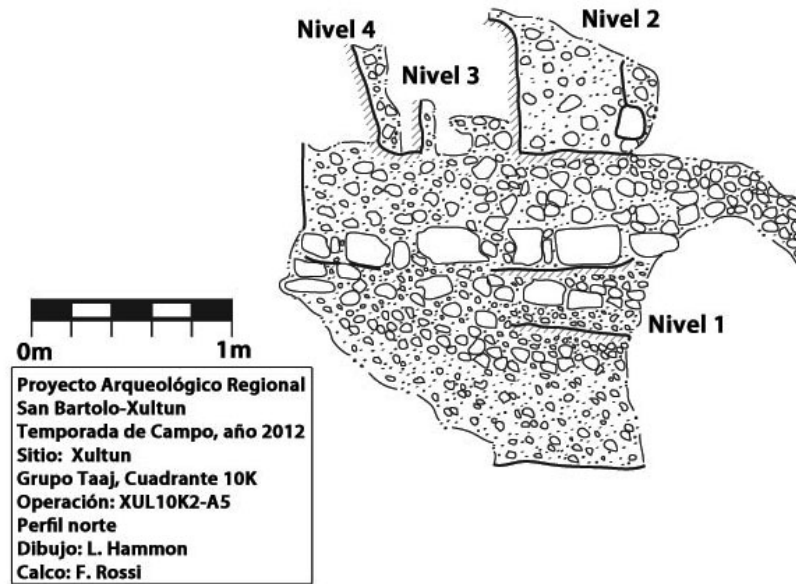 Nivel 4
Nivel 2
Nivel 3
Nivel 1
0m 1m
Proyecto Arqueológico Regional
San Bartolo-Xultun
Temporada de Campo, año 2012
Sitio: Xultun
Grupo Taaj, Cuadrante 10K
Operación: XUL10K2-A5
Perfil norte
Dibujo: L. Hammon
Calco: F. Rossi